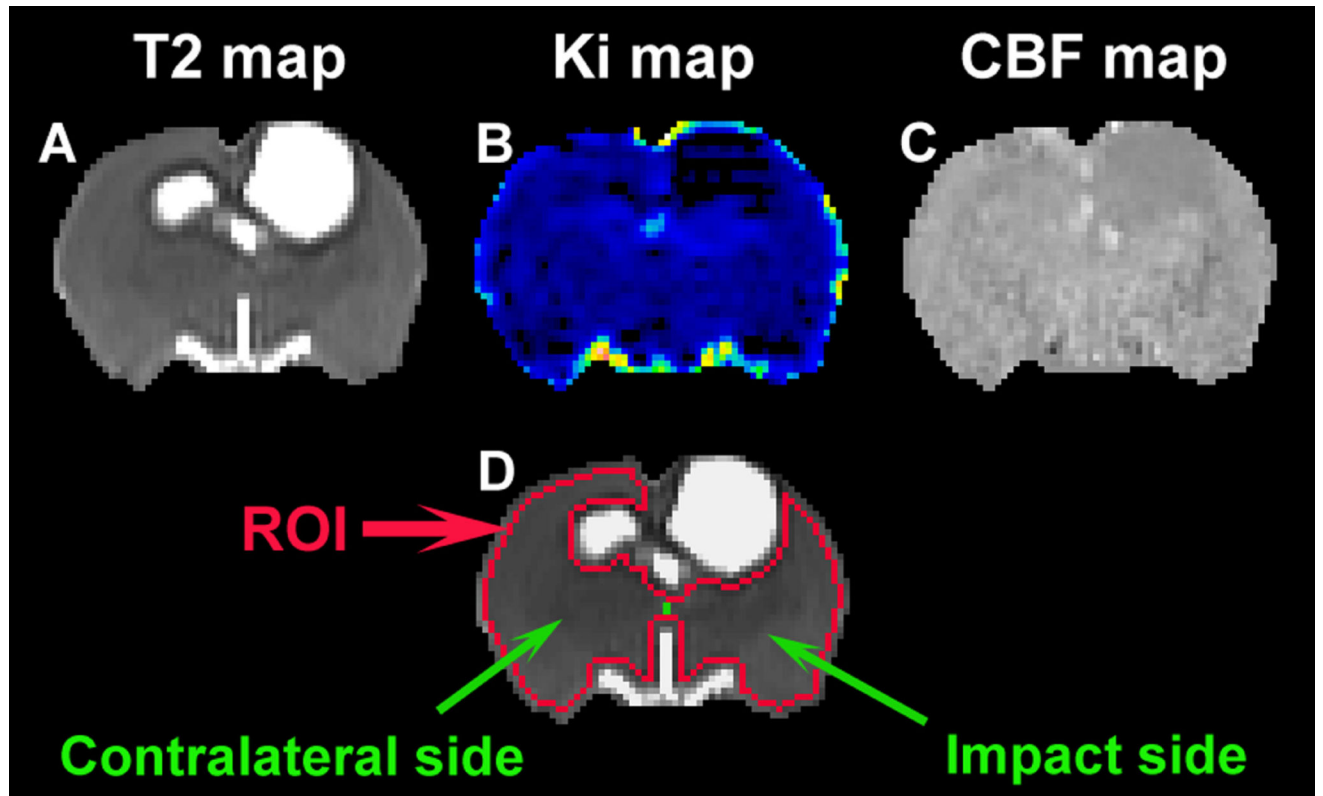 T2 map
Ki map
CBF map
A
B
C
D
ROI
Contralateral side
Impact side